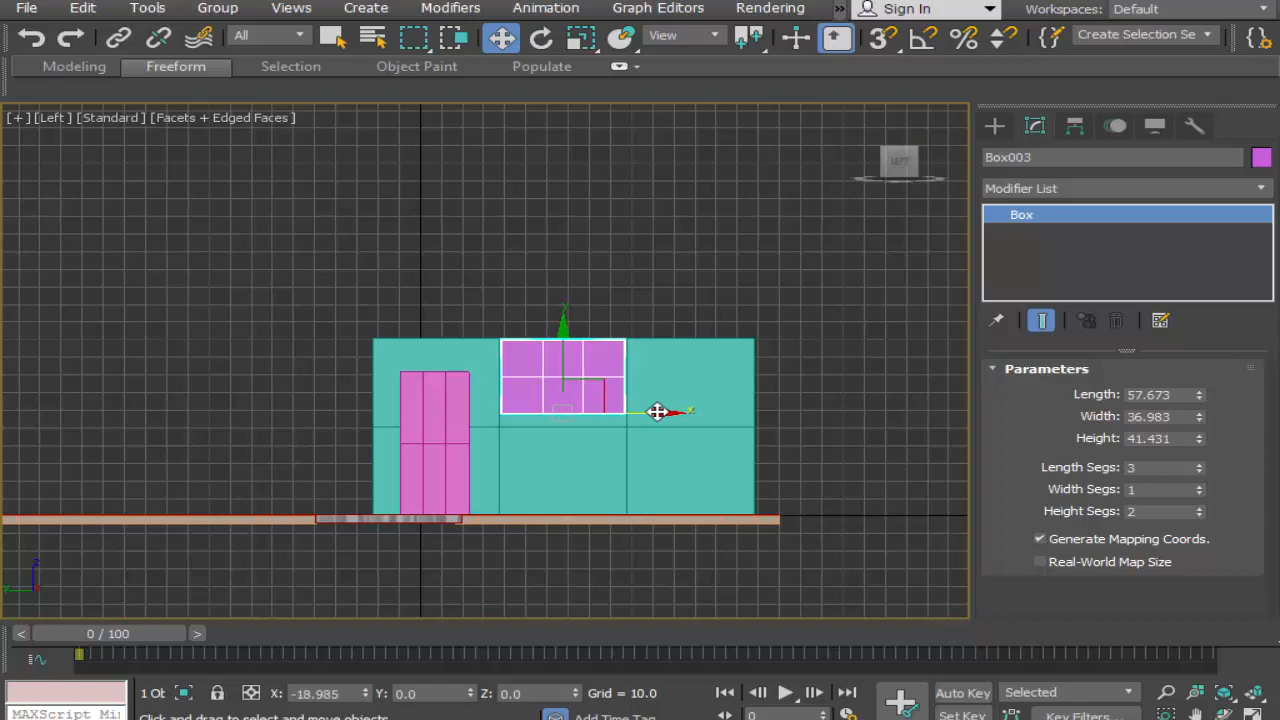 File Edit Tools Group Views Create Modifiers Animation Graph Editors Rendering » Sign In Workspaces: Default
All View Create Selection Se
Modeling Freeform Selection Object Paint Populate
[+] [Left] [Standard] [Facets + Edged Faces]
Box003
Modifier List
Box
Parameters
Length: 57.673
Width: 36.983
Height: 41.431
Length Segs: 3
Width Segs: 1
Height Segs: 2
Generate Mapping Coords.
Real-World Map Size
y
x
z
y
< 0 / 100 >
1 Ob X: -18.985 Y: 0.0 Z: 0.0 Grid = 10.0 Auto Key Selected
MAXScript Mi Click and drag to select and move objects Add Time Tag 0 Set Key Key Filters...